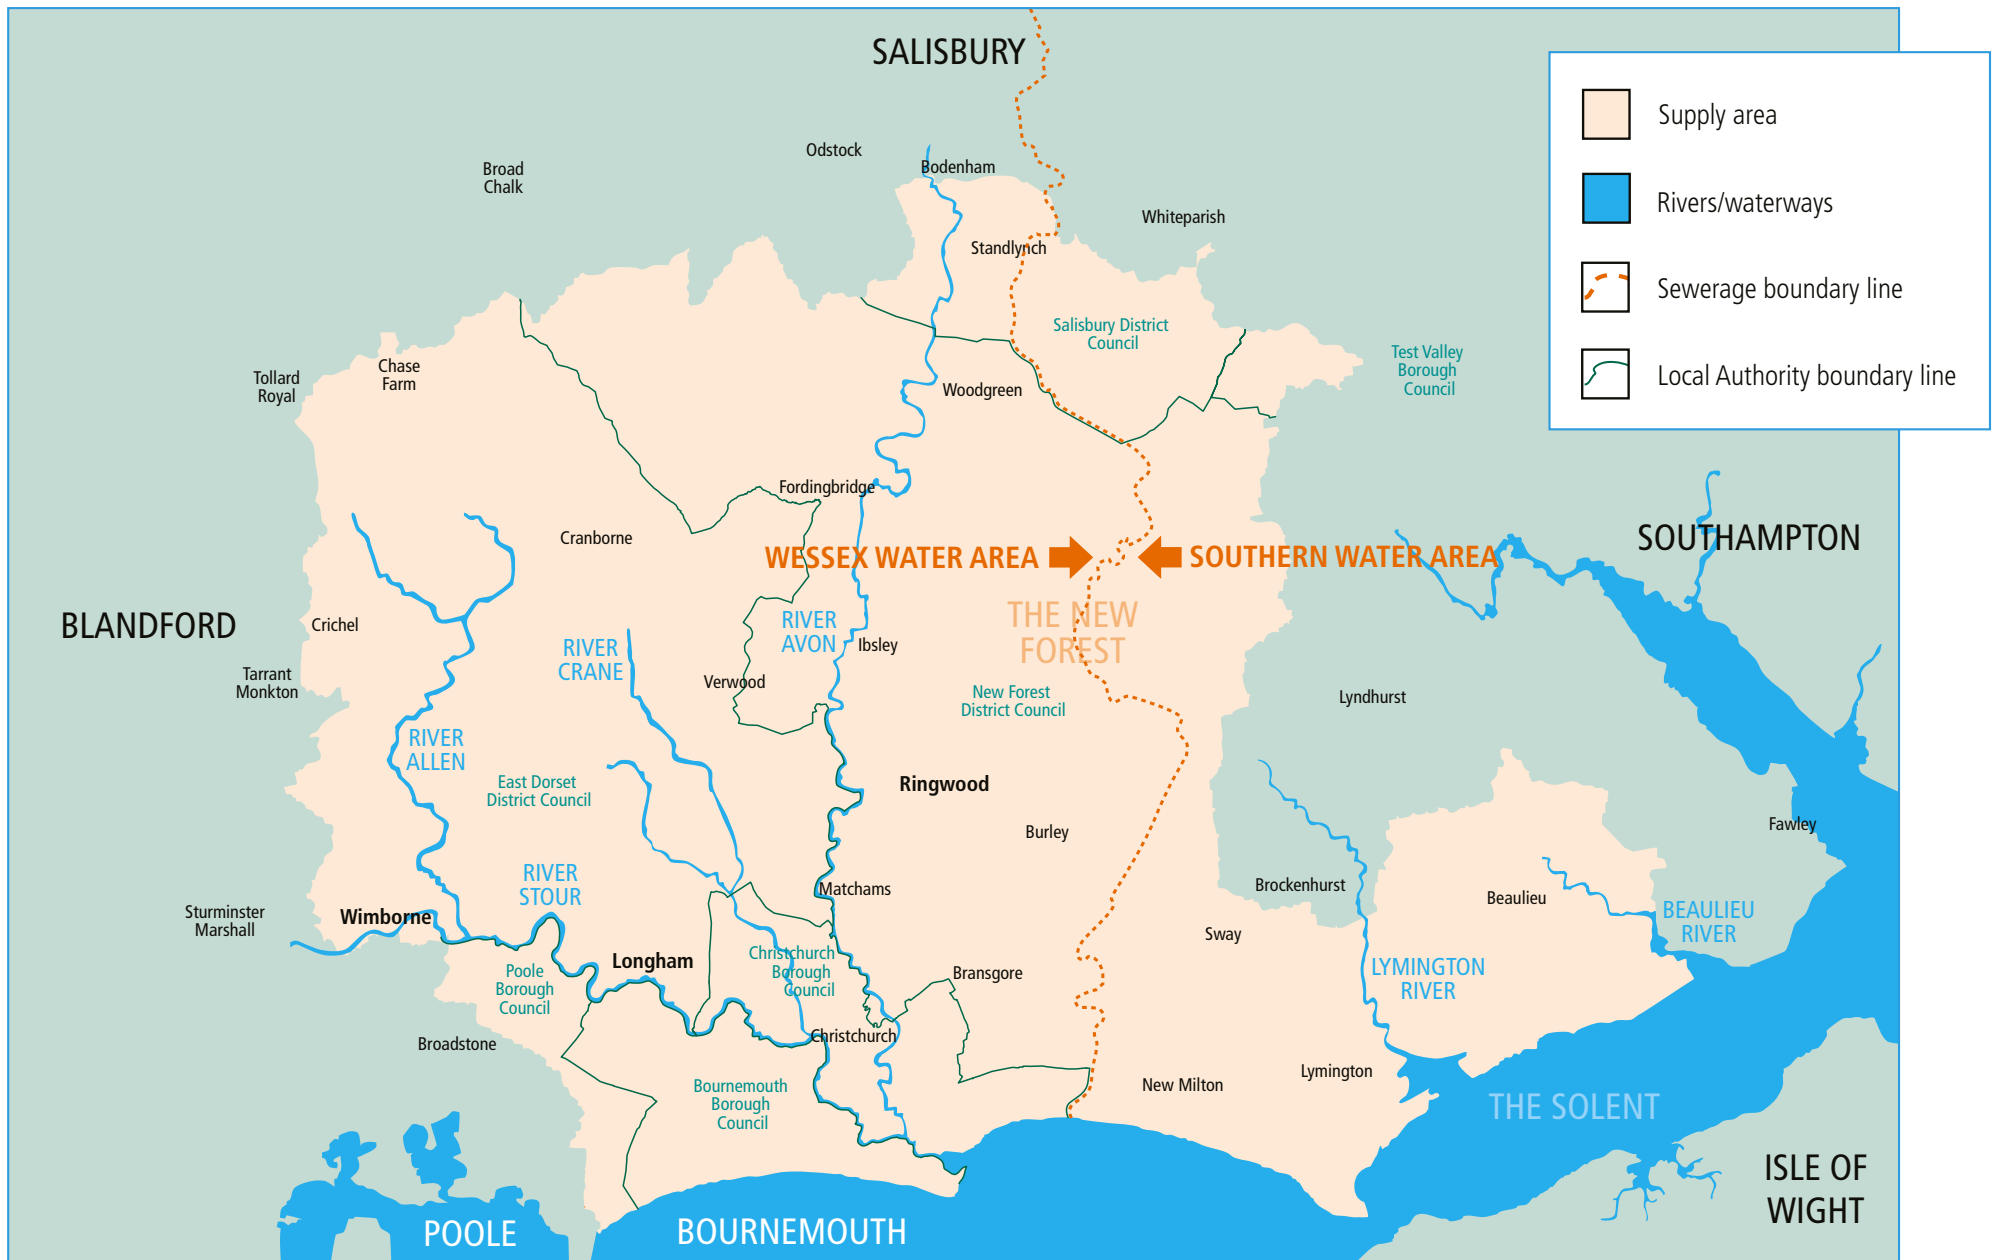 SALISBURY
Supply area
Rivers/waterways
Sewerage boundary line
Local Authority boundary line
Odstock
Bodenham
Broad
Chalk
Whiteparish
Standlynch
Salisbury District
Council
Test Valley
Borough
Council
Chase
Farm
Tollard
Royal
Woodgreen
Fordingbridge
Cranborne
WESSEX WATER AREA
SOUTHERN WATER AREA
SOUTHAMPTON
BLANDFORD
Crichel
RIVER
CRANE
RIVER
AVON
Ibsley
THE NEW
FOREST
Tarrant
Monkton
Verwood
New Forest
District Council
Lyndhurst
RIVER
ALLEN
East Dorset
District Council
Ringwood
Burley
Fawley
RIVER
STOUR
Matchams
Brockenhurst
Beaulieu
BEAULIEU
RIVER
Sturminster
Marshall
Wimborne
Sway
Longham
Christchurch
Borough
Council
Poole
Borough
Council
Bransgore
LYMINGTON
RIVER
Broadstone
Christchurch
Bournemouth
Borough
Council
New Milton
Lymington
THE SOLENT
ISLE OF
WIGHT
POOLE
BOURNEMOUTH